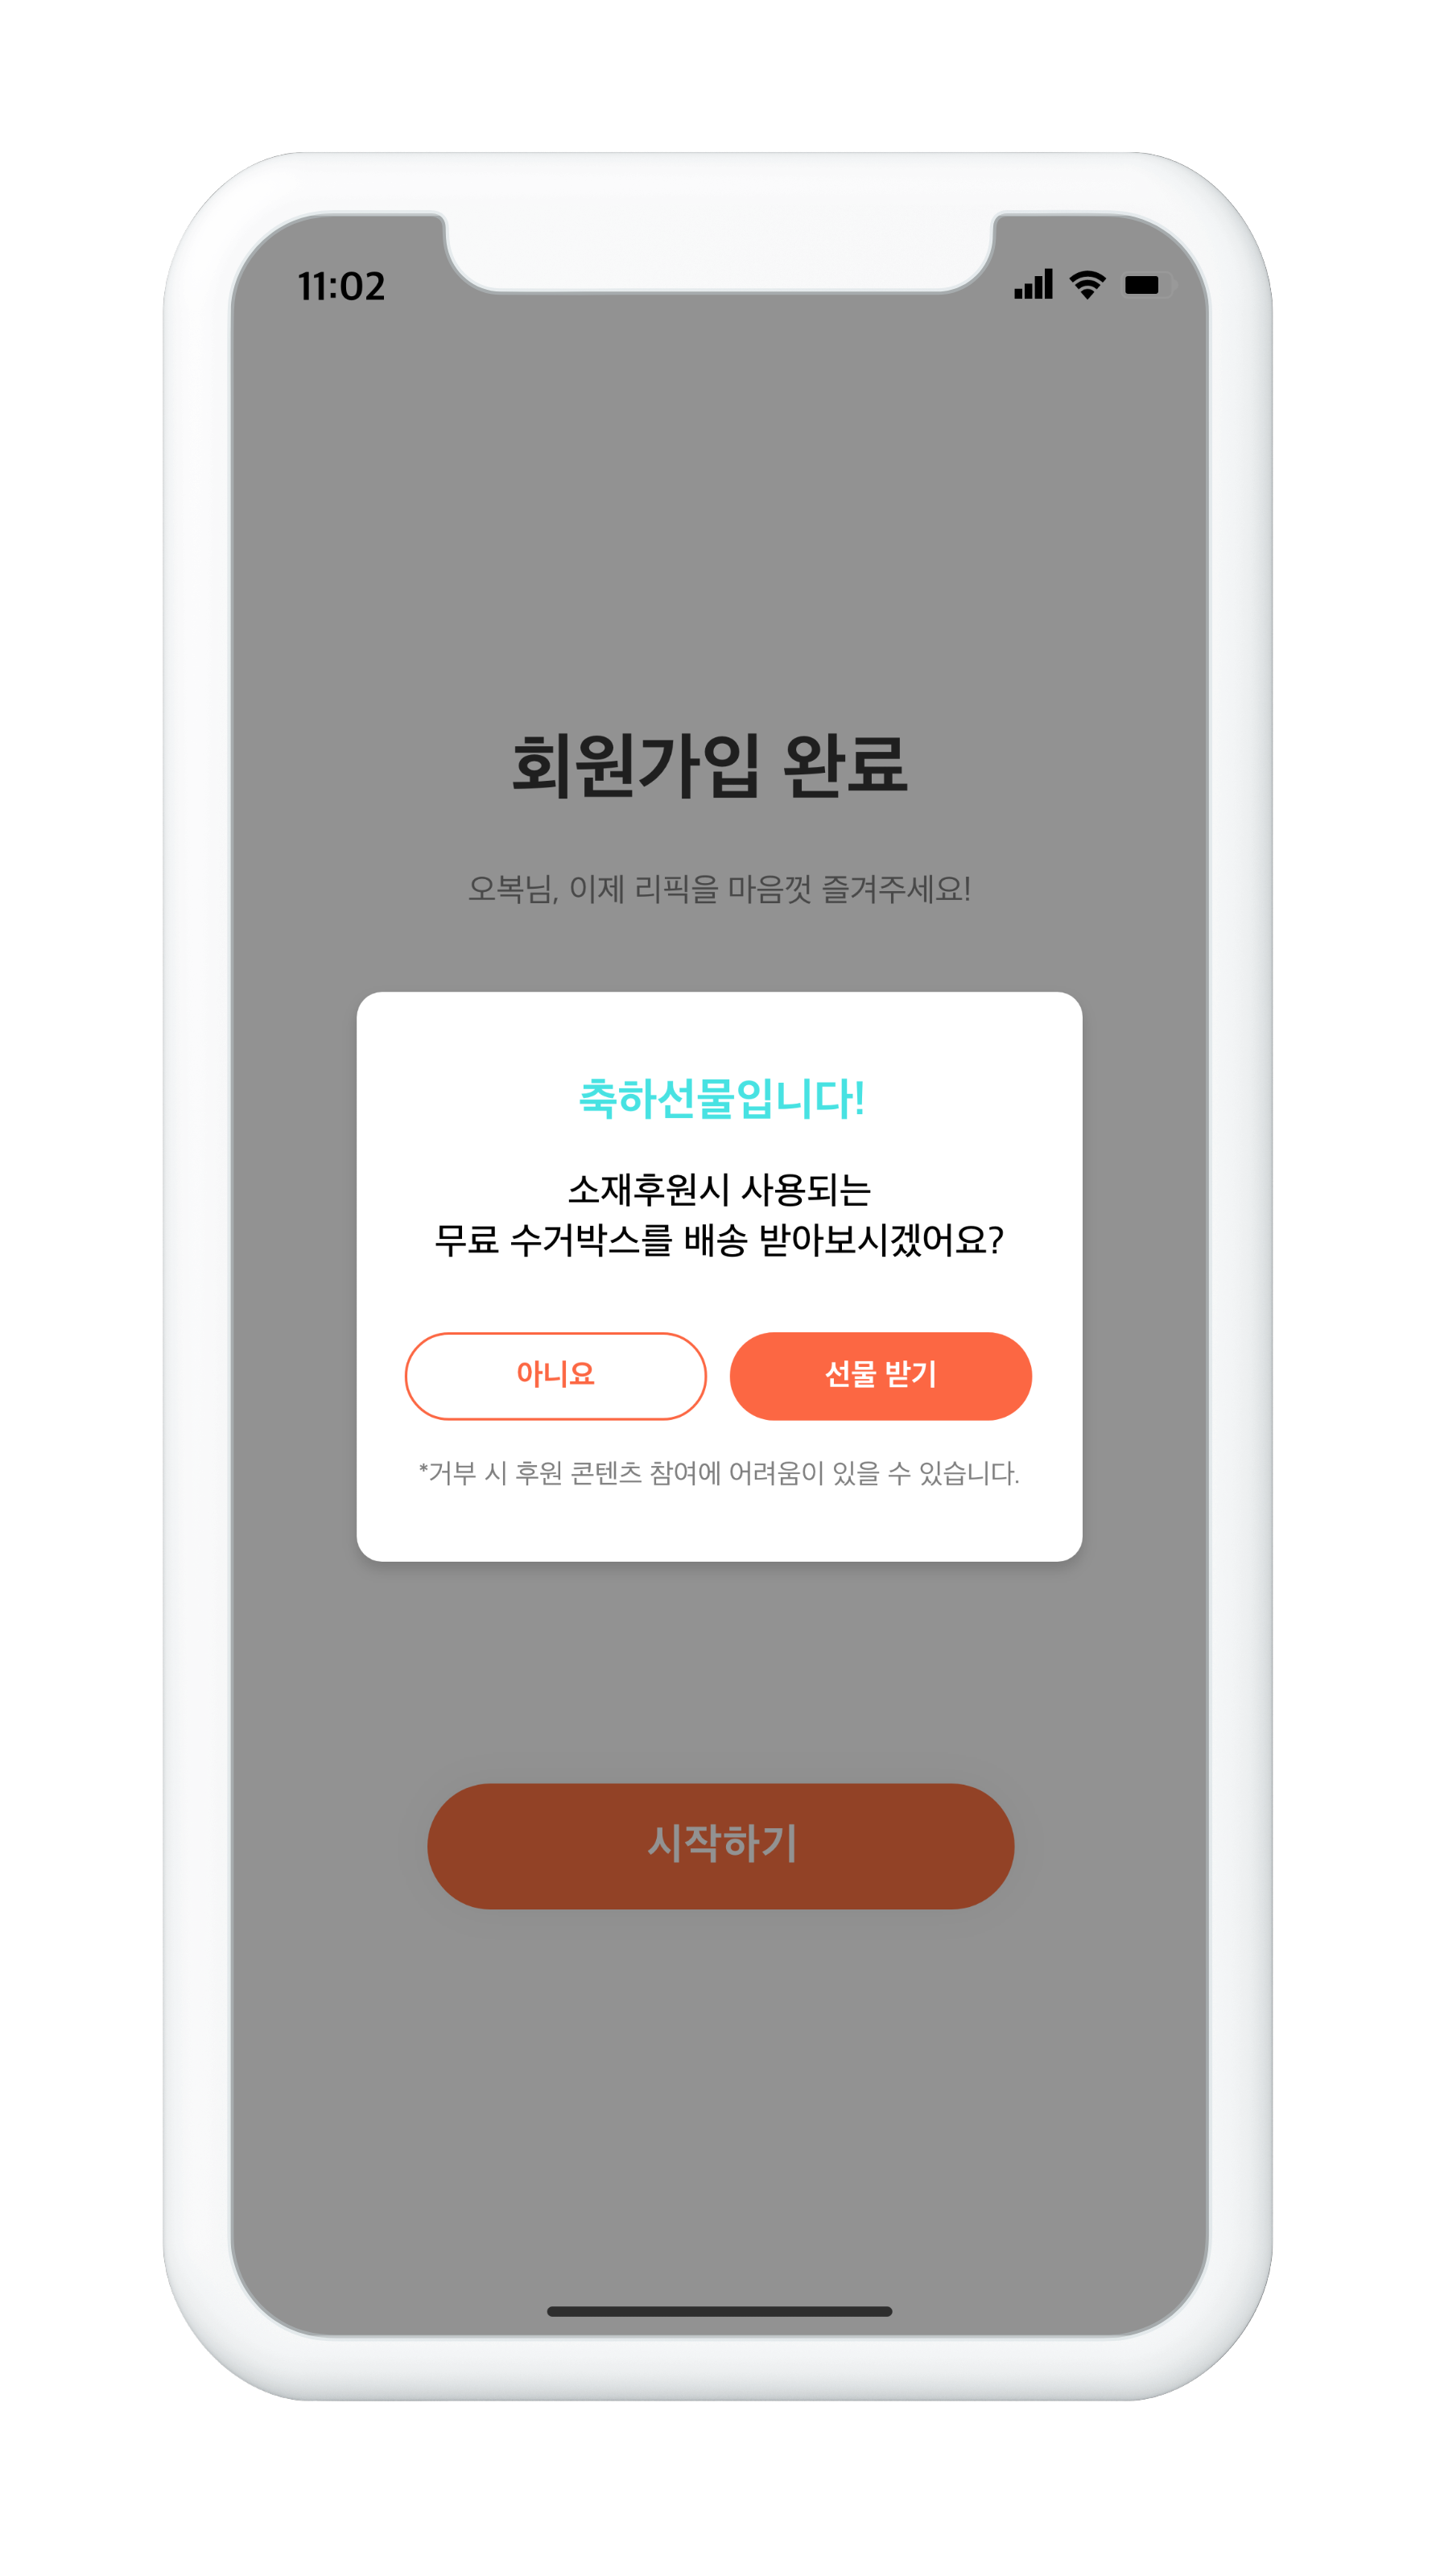 11:02
회원가입 완료
오복님, 이제 리픽을 마음껏 즐겨주세요!
축하선물입니다!
소재후원시 사용되는
무료 수거박스를 배송 받아보시겠어요?
아니요
선물 받기
*거부 시 후원 콘텐츠 참여에 어려움이 있을 수 있습니다.
시작하기